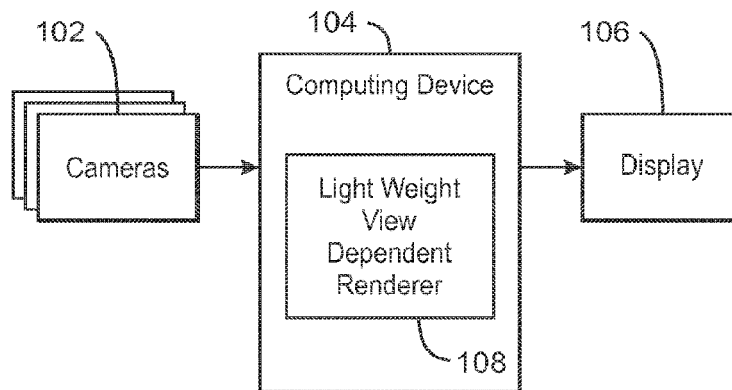 102
104
106
Computing Device
Cameras
Display
Light Weight
View
Dependent
Renderer
108